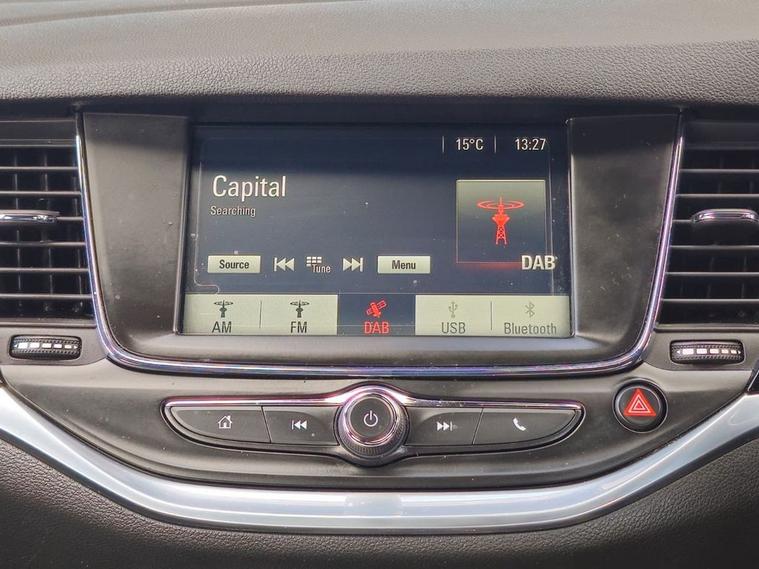 15°C 13:27
Capital
Searching
DAB
Source Tune Menu
AM FM DAB USB Bluetooth